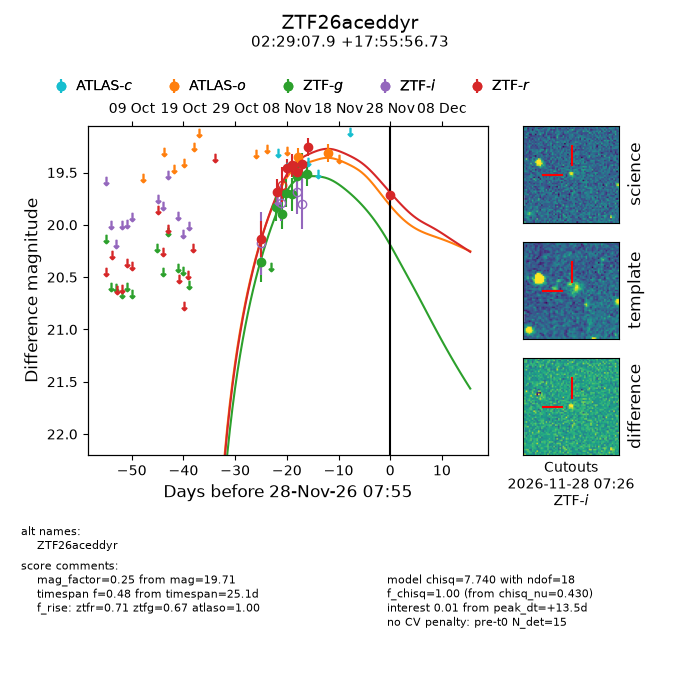 ZTF26aceddyr
02:29:07.9 +17:55:56.73
ATLAS-c ATLAS-o ZTF-g ZTF-i ZTF-r
09 Oct 19 Oct 29 Oct 08 Nov 18 Nov 28 Nov 08 Dec
19.5
20.0
20.5
21.0
21.5
22.0
Difference magnitude
−50 −40 −30 −20 −10 0 10
Days before 28-Nov-26 07:55
science
template
difference
Cutouts
2026-11-28 07:26
ZTF-i
alt names:
ZTF26aceddyr
score comments:
mag_factor=0.25 from mag=19.71
timespan f=0.48 from timespan=25.1d
f_rise: ztfr=0.71 ztfg=0.67 atlaso=1.00
model chisq=7.740 with ndof=18
f_chisq=1.00 (from chisq_nu=0.430)
interest 0.01 from peak_dt=+13.5d
no CV penalty: pre-t0 N_det=15